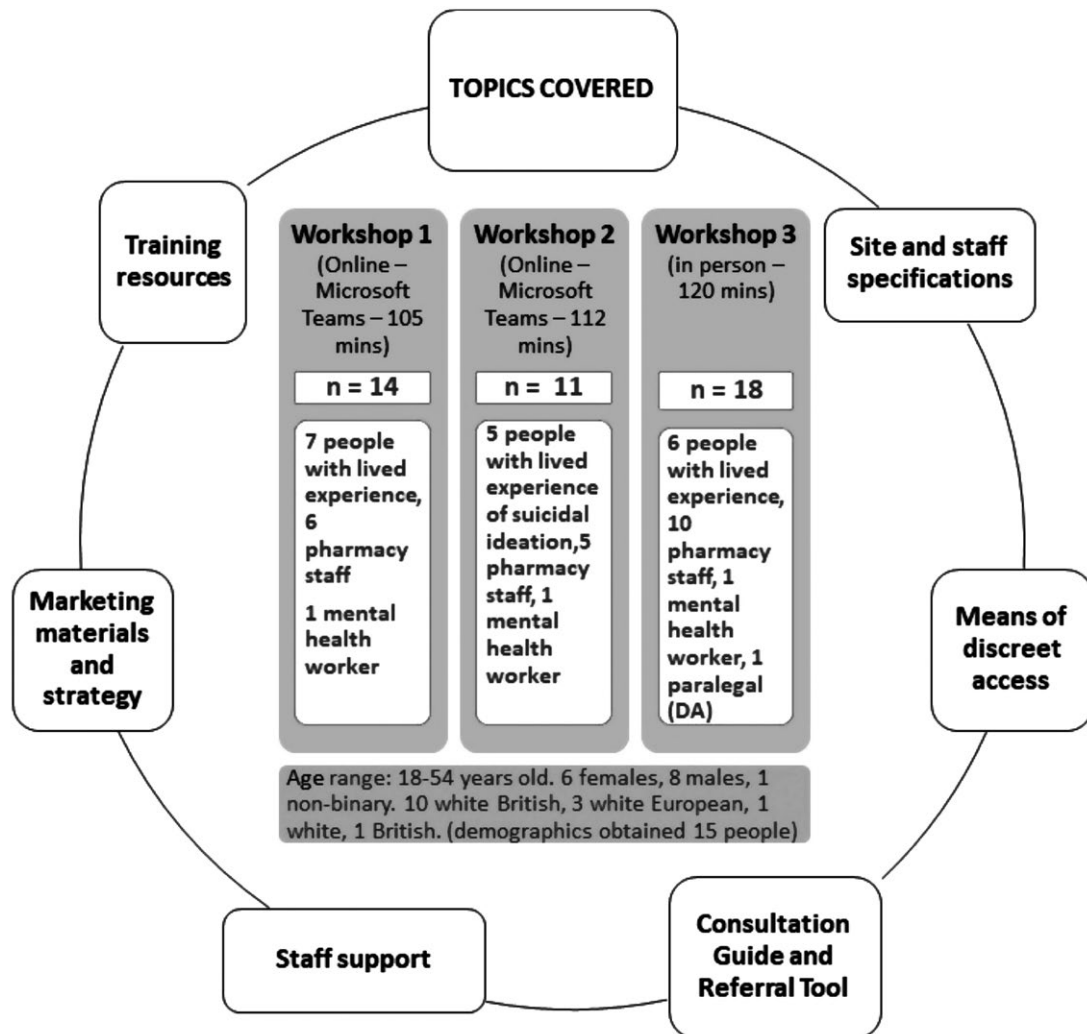 TOPICS COVERED
Training
resources
Site and staff
specifications
Workshop 1
(Online –
Microsoft
Teams – 105
mins)
n = 14
7 people
with lived
experience,
6
pharmacy
staff
1 mental
health
worker
Workshop 2
(Online –
Microsoft
Teams – 112
mins)
n = 11
5 people
with lived
experience
of suicidal
ideation,5
pharmacy
staff, 1
mental
health
worker
Workshop 3
(in person –
120 mins)
n = 18
6 people
with lived
experience,
10
pharmacy
staff, 1
mental
health
worker, 1
paralegal
(DA)
Marketing
materials
and
strategy
Means of
discreet
access
Age range: 18-54 years old. 6 females, 8 males, 1
non-binary. 10 white British, 3 white European, 1
white, 1 British. (demographics obtained 15 people)
Staff support
Consultation
Guide and
Referral Tool